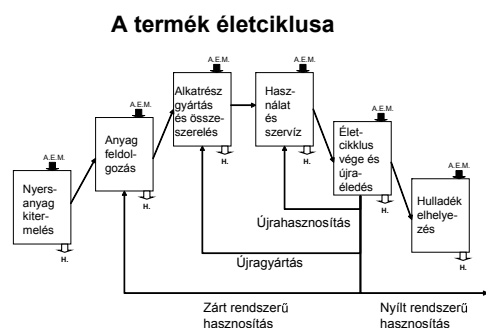 A termék életciklusa
A.E.M.
Nyers-
anyag
kiter-
melés
H.
A.E.M.
Anyag
feldol-
gozás
H.
A.E.M.
Alkatrész
gyártás
és össze-
szerelés
H.
A.E.M.
Hasz-
nálat
és
szervíz
H.
A.E.M.
Élet-
cikklus
vége és
újra-
éledés
H.
A.E.M.
Hulladék
elhelye-
zés
H.
Újrahasznosítás
Újragyártás
Zárt rendszerű
hasznosítás
Nyílt rendszerű
hasznosítás